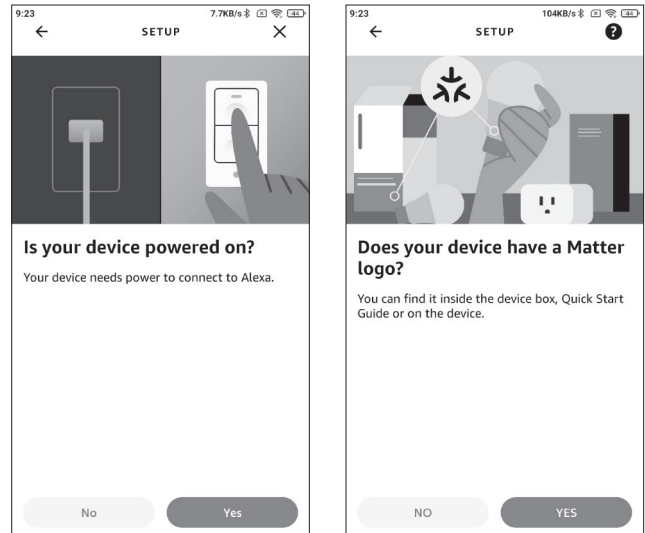 9:23
7.7KB/s
44
SETUP
Is your device powered on?
Your device needs power to connect to Alexa.
No
Yes
9:23
104KB/s
44
SETUP
?
Does your device have a Matter
logo?
You can find it inside the device box, Quick Start
Guide or on the device.
NO
YES